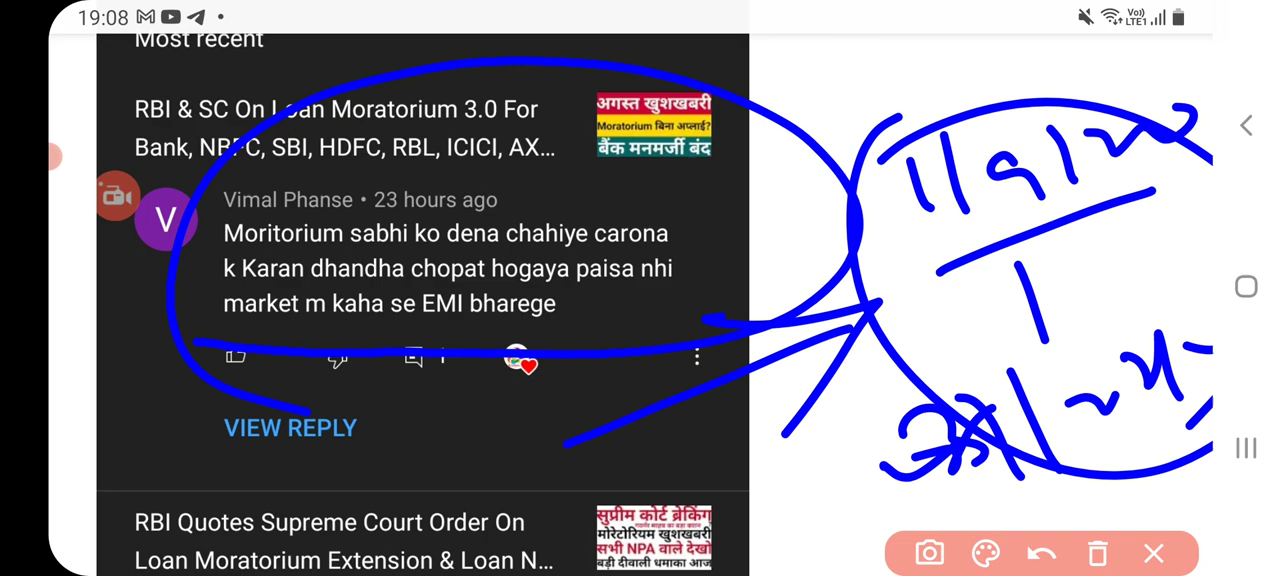 19:08
Vo)) LTE1
Most recent
RBI & SC On Loan Moratorium 3.0 For
Bank, NBFC, SBI, HDFC, RBL, ICICI, AX...
अगस्त खुशखबरी
Moratorium बिना अप्लाई?
बैंक मनमर्जी बंद
V
Vimal Phanse • 23 hours ago
Moritorium sabhi ko dena chahiye carona
k Karan dhandha chopat hogaya paisa nhi
market m kaha se EMI bharege
1
VIEW REPLY
RBI Quotes Supreme Court Order On
Loan Moratorium Extension & Loan N...
सुप्रीम कोर्ट ब्रेकिंग
मोरेटोरियम खुशखबरी
सभी NPA वाले देखो
बड़ी दीवाली धमाका आज